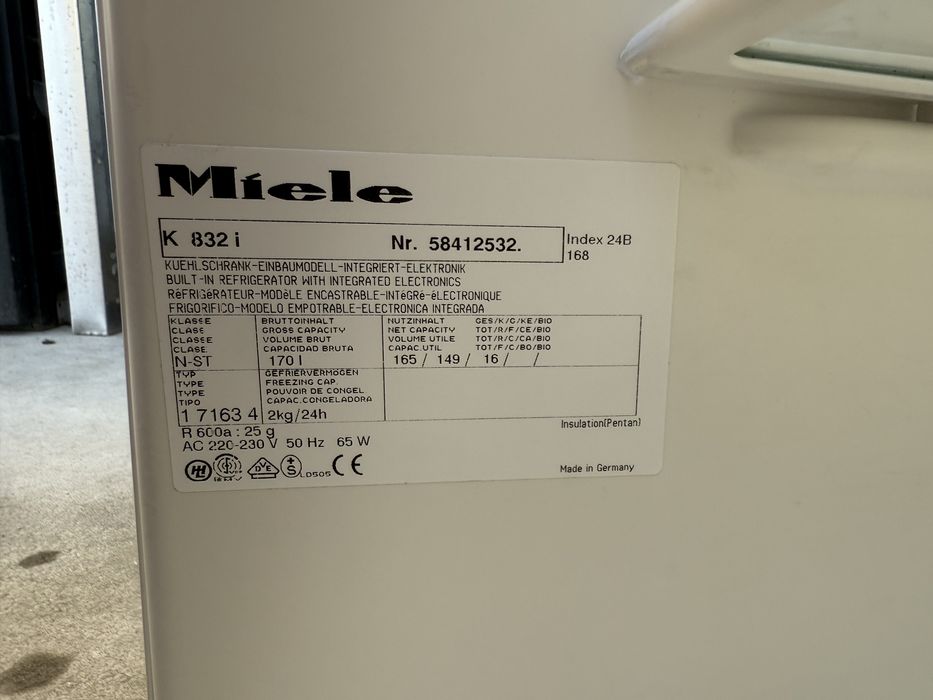 Miele
K 832 i Nr. 58412532. Index 24B
168
KUEHLSCHRANK-EINBAUMODELL-INTEGRIERT-ELEKTRONIK
BUILT-IN REFRIGERATOR WITH INTEGRATED ELECTRONICS
RéFRIGéRATEUR-MODèLE ENCASTRABLE-INTéGRé-éLECTRONIQUE
FRIGORIFICO-MODELO EMPOTRABLE-ELECTRONICA INTEGRADA
KLASSE BRUTTOINHALT NUTZINHALT GES/K/G/KE/BIO
CLASS GROSS CAPACITY NET CAPACITY TOT/R/F/CE/BIO
CLASSE VOLUME BRUT VOLUME UTILE TOT/R/C/CA/BIO
CLASE. CAPACIDAD BRUTA CAPAC.UTIL TOT/F/C/BO/BIO
N-ST 170 l 165 / 149 / 16 / /
TYP GEFRIERVERMöGEN
TYPE FREEZING CAP.
TYPE POUVOIR DE CONGEL
TIPO CAPAC.CONGELADORA
1 7163 4 2kg/24h
R 600a : 25 g Insulation(Pentan)
AC 220-230 V 50 Hz 65 W
DVE +S LD505 CE Made in Germany